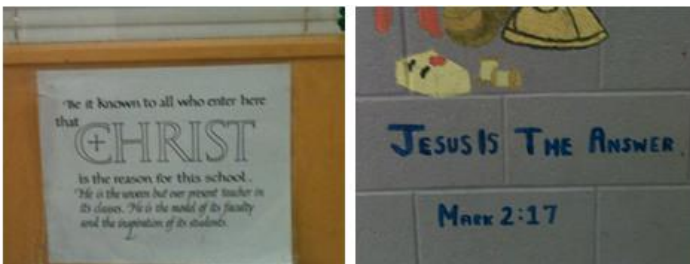 Be it known to all who enter here
that CHRIST
is the reason for this school.
He is the unseen but ever present teacher in
its classes. He is the model of its faculty
and the inspiration of its students.
JESUS IS THE ANSWER.
MARK 2:17